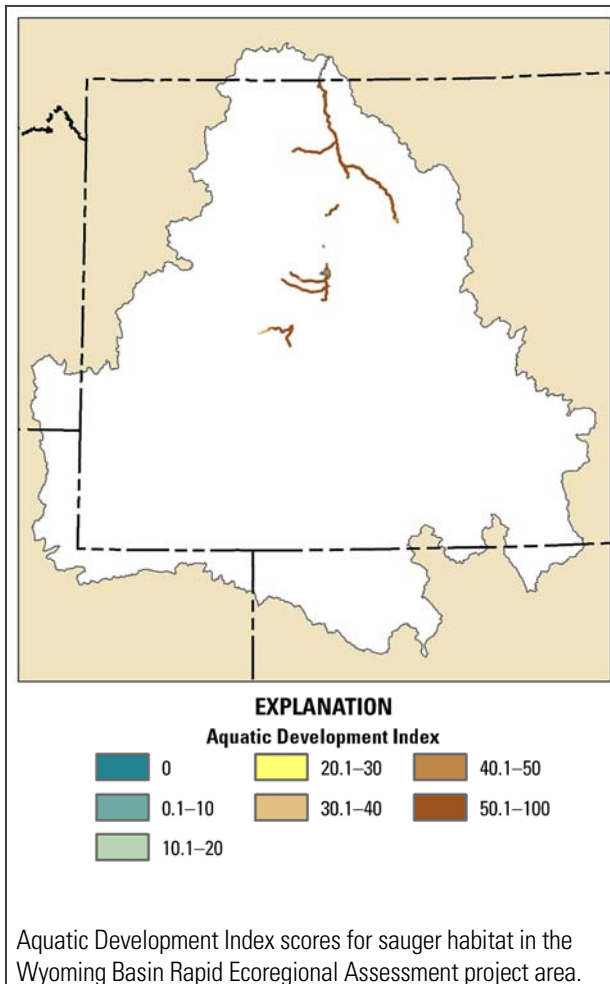 EXPLANATION
Aquatic Development Index
0 20.1–30 40.1–50
0.1–10 30.1–40 50.1–100
10.1–20
Aquatic Development Index scores for sauger habitat in the
Wyoming Basin Rapid Ecoregional Assessment project area.